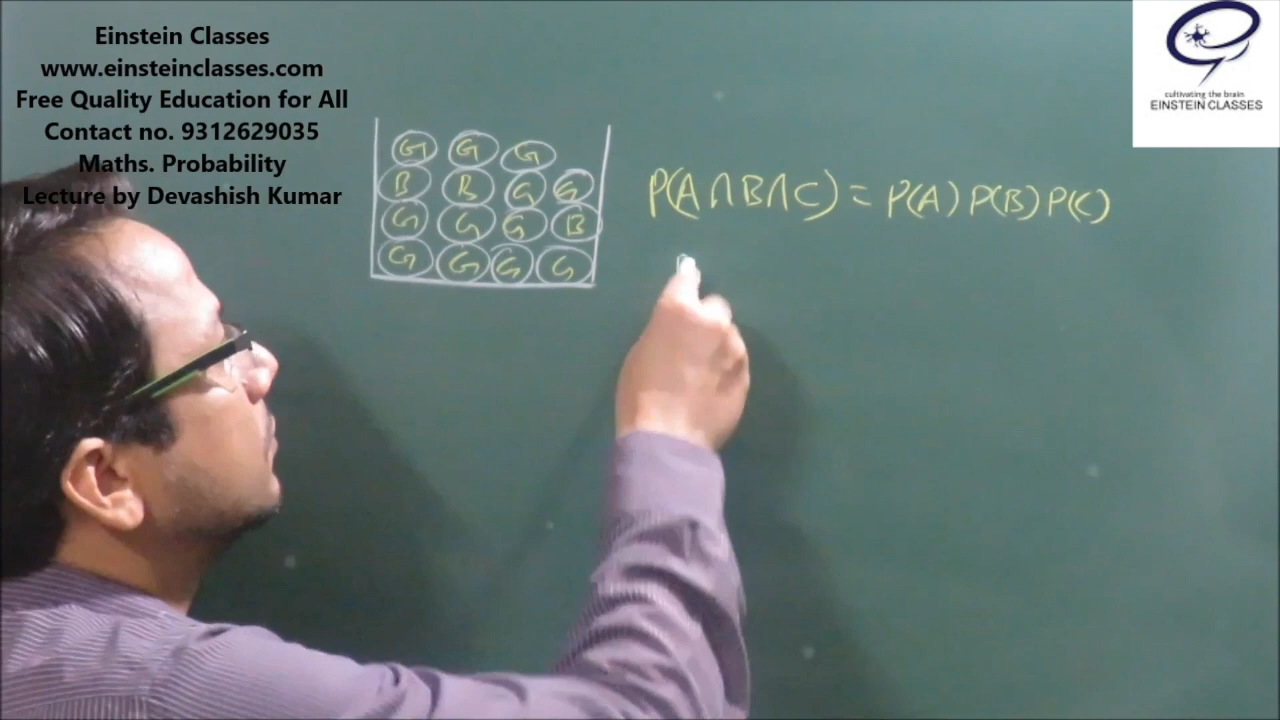 Einstein Classes
www.einsteinclasses.com
Free Quality Education for All
Contact no. 9312629035
Maths. Probability
Lecture by Devashish Kumar
cultivating the brain
EINSTEIN CLASSES
G G G
B B G G
G G G B
G G G G
P(A∩B∩C) = P(A) P(B) P(C)